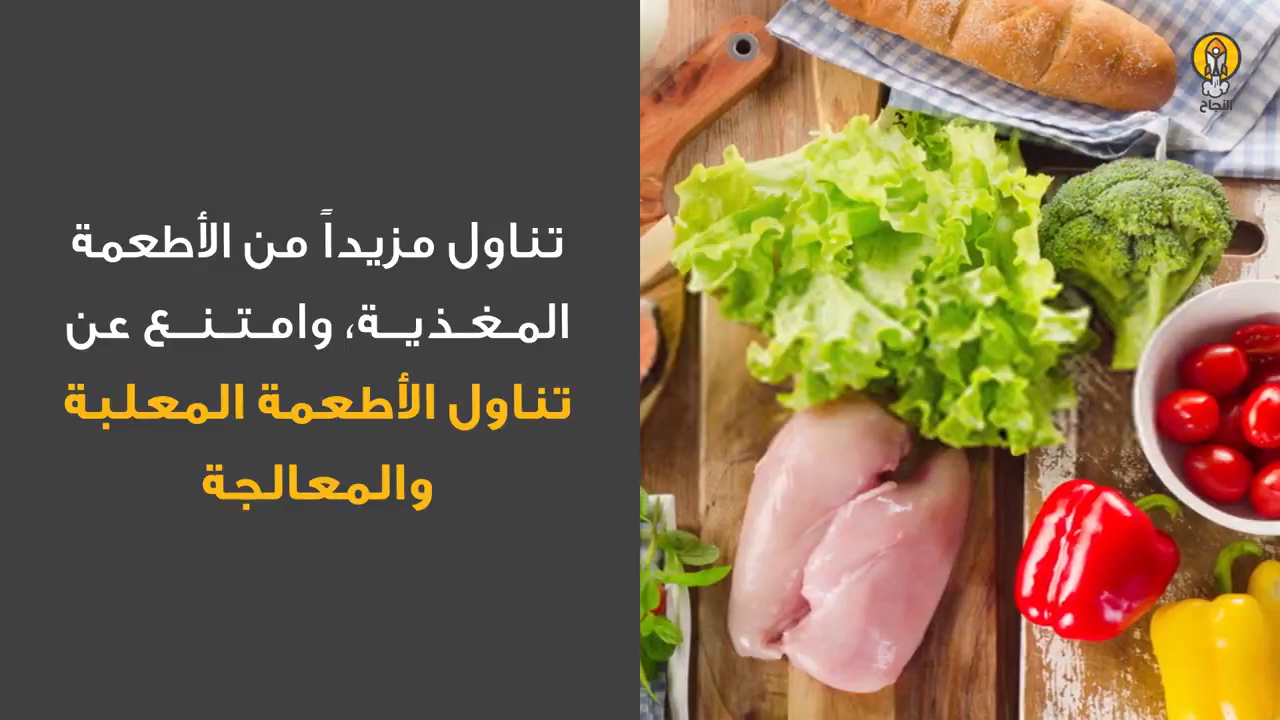 النجاح
تناول مزيداً من الأطعمة
المغذية، وامتنع عن
تناول الأطعمة المعلبة
والمعالجة